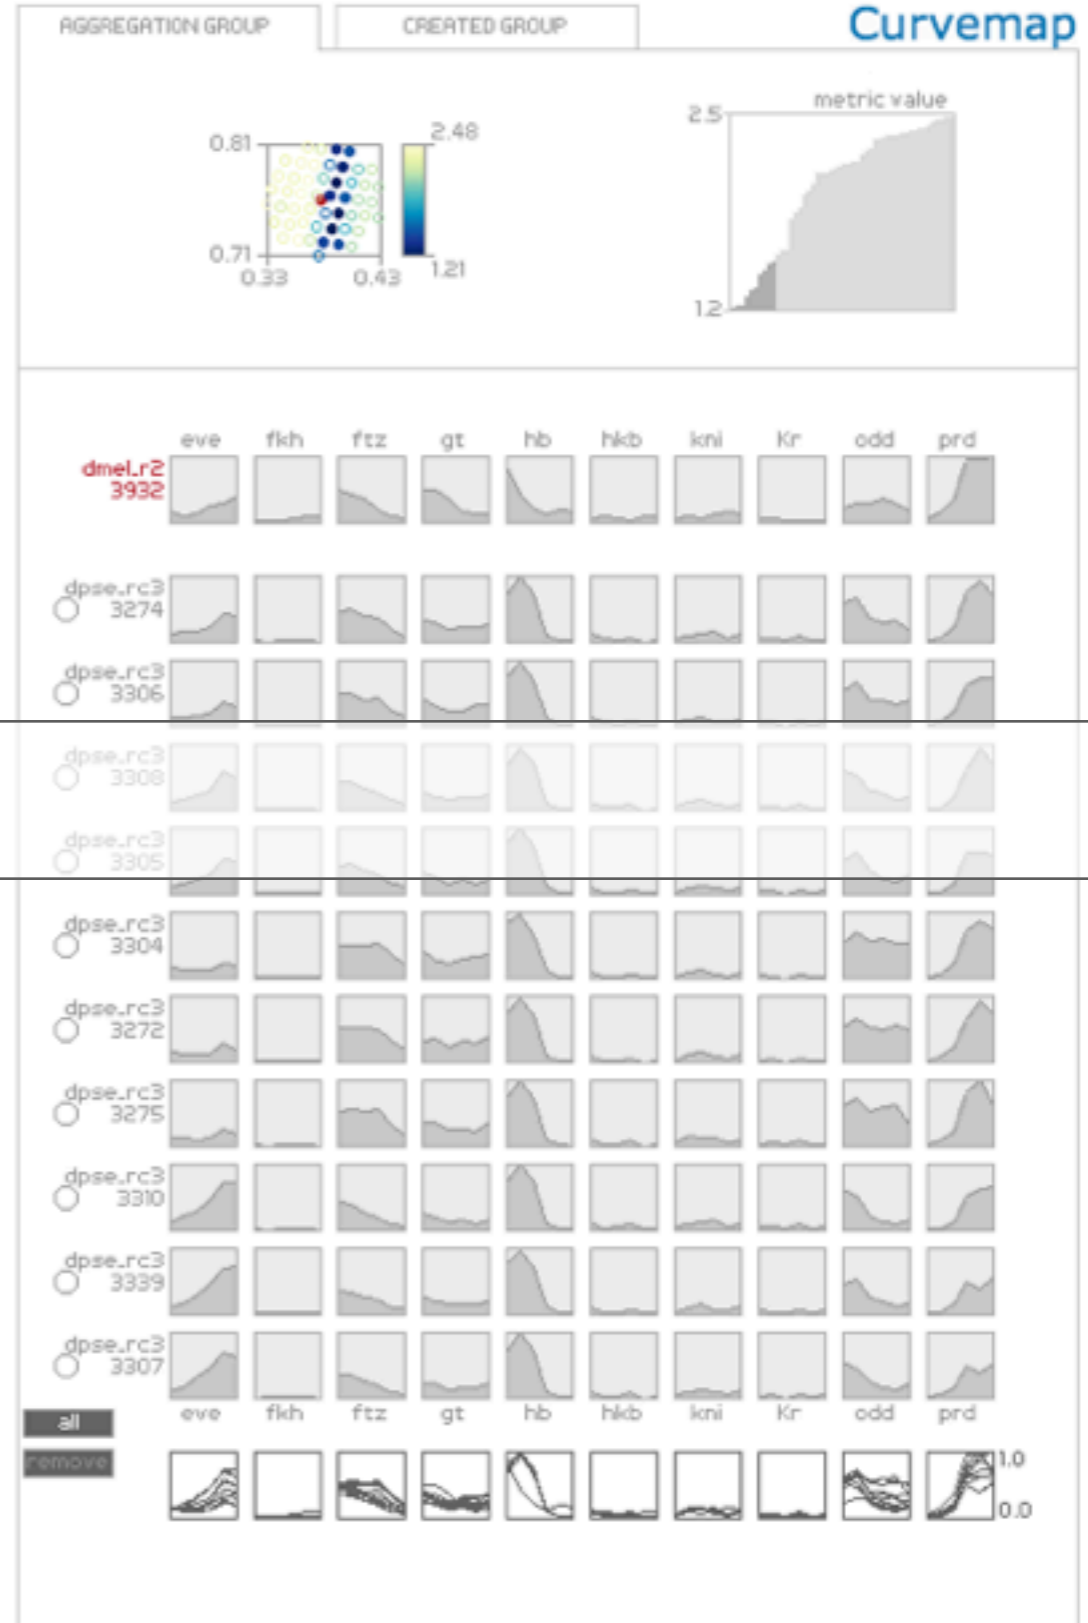 AGGREGATION GROUP
CREATED GROUP
Curvemap
metric value
2.5
1.2
0.81
0.71
0.33
0.43
2.48
1.21
eve fkh ftz gt hb hkb kni Kr odd prd
dmel_r2
3932
dpse_rc3
3274
dpse_rc3
3306
dpse_rc3
3308
dpse_rc3
3305
dpse_rc3
3304
dpse_rc3
3272
dpse_rc3
3275
dpse_rc3
3310
dpse_rc3
3339
dpse_rc3
3307
eve fkh ftz gt hb hkb kni Kr odd prd
all
remove
1.0
0.0